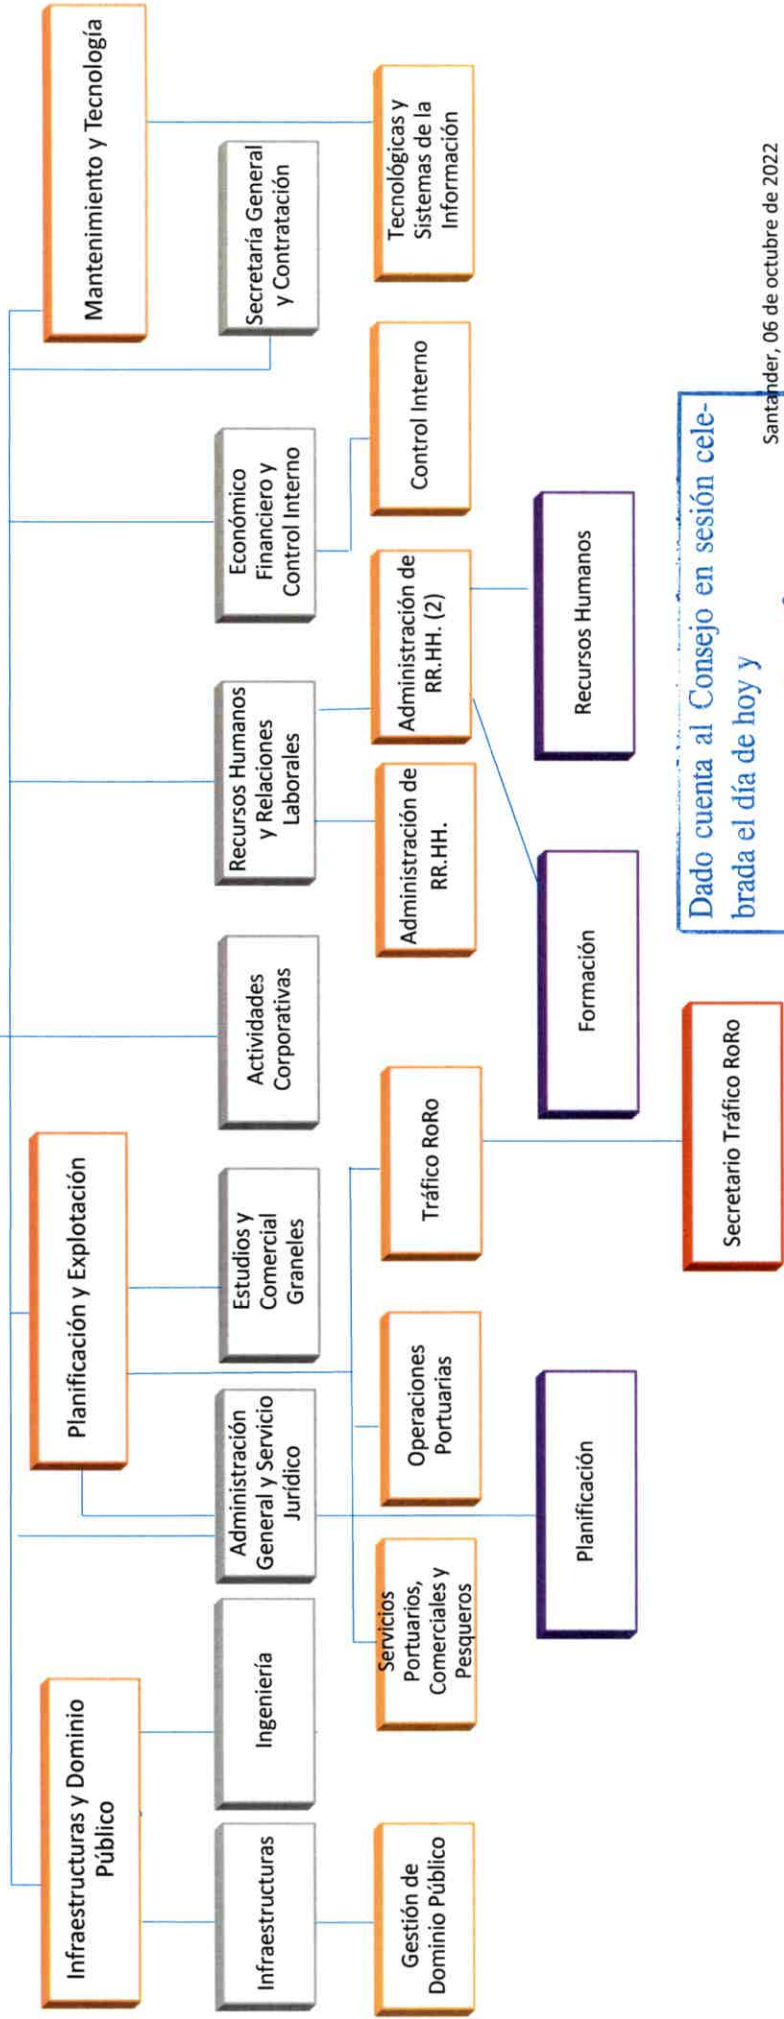 Infraestructuras y Dominio
Público
Planificación y Explotación
Mantenimiento y Tecnología
Infraestructuras
Ingeniería
Administración
General y Servicio
Jurídico
Estudios y
Comercial
Graneles
Actividades
Corporativas
Recursos Humanos
y Relaciones
Laborales
Económico
Financiero y
Control Interno
Secretaría General
y Contratación
Gestión de
Dominio Público
Servicios
Portuarios,
Comerciales y
Pesqueros
Operaciones
Portuarias
Tráfico RoRo
Administración de
RR.HH.
Administración de
RR.HH. (2)
Control Interno
Tecnológicas y
Sistemas de la
Información
Planificación
Formación
Recursos Humanos
Secretario Tráfico RoRo
Dado cuenta al Consejo en sesión cele-
brada el día de hoy y
Santander, 06 de octubre de 2022